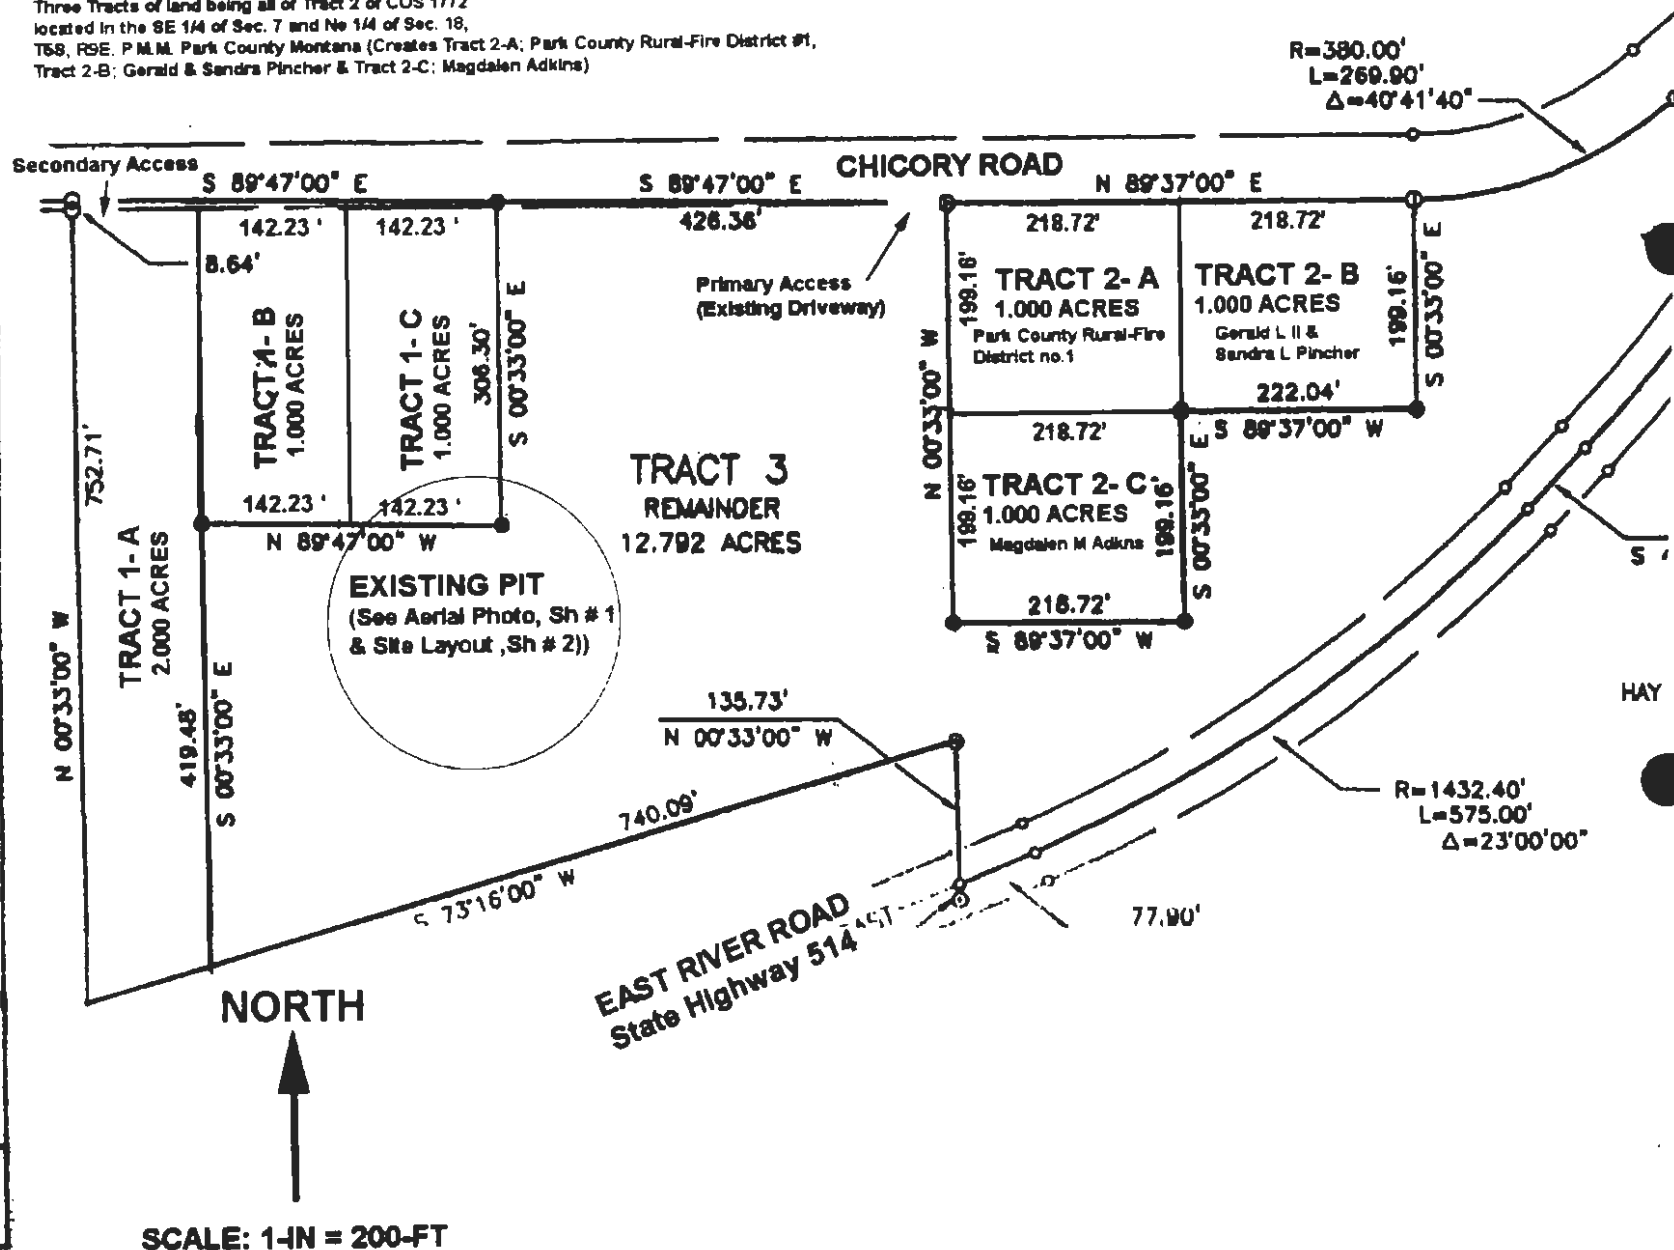 Three Tracts of land being all of Tract 2 of COS 1772
located in the SE 1/4 of Sec. 7 and Ne 1/4 of Sec. 18,
T6S, R9E. P.M.M. Park County Montana (Creates Tract 2-A; Park County Rural-Fire District #1,
Tract 2-B; Gerald & Sandra Pincher & Tract 2-C; Magdalen Adkins)
R=380.00'
L=269.90'
Δ=40°41'40"
Secondary Access
CHICORY ROAD
S 89°47'00" E
S 89°47'00" E
N 89°37'00" E
142.23 '
142.23 '
426.36'
218.72'
218.72'
8.64'
Primary Access
(Existing Driveway)
TRACT 2- A
1.000 ACRES
Park County Rural-Fire
District no.1
199.16'
TRACT 2- B
1.000 ACRES
Gerald L II &
Sandra L Pincher
199.16'
S 00°33'00" E
222.04'
S 89°37'00" W
TRACT 1- B
1.000 ACRES
TRACT 1- C
1.000 ACRES
306.30'
S 00°33'00" E
N 00°33'00" W
218.72'
752.71'
142.23 '
142.23 '
N 89°47'00" W
TRACT 3
REMAINDER
12.792 ACRES
TRACT 2- C
1.000 ACRES
Magdalen M Adkns
199.16'
199.16
S 00°33'00" E
218.72'
S 89°37'00" W
S
TRACT 1- A
2.000 ACRES
EXISTING PIT
(See Aerial Photo, Sh # 1
& Site Layout ,Sh # 2))
N 00°33'00" W
419.48'
S 00°33'00" E
135.73'
N 00°33'00" W
HAY
740.09'
S 73°16'00" W
R=1432.40'
L=575.00'
Δ=23°00'00"
77.90'
EAST RIVER ROAD
State Highway 514
NORTH
SCALE: 1-IN = 200-FT